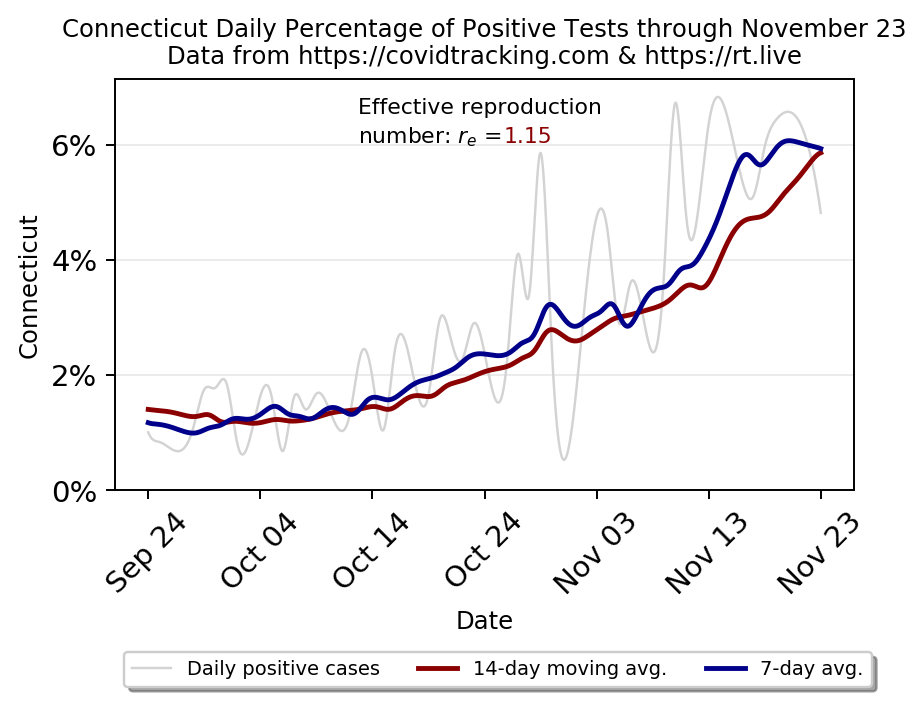 Connecticut Daily Percentage of Positive Tests through November 23
Data from https://covidtracking.com & https://rt.live
Effective reproduction
number: rₑ =1.15
6%
4%
2%
0%
Connecticut
Sep 24
Oct 04
Oct 14
Oct 24
Nov 03
Nov 13
Nov 23
Date
Daily positive cases
14-day moving avg.
7-day avg.